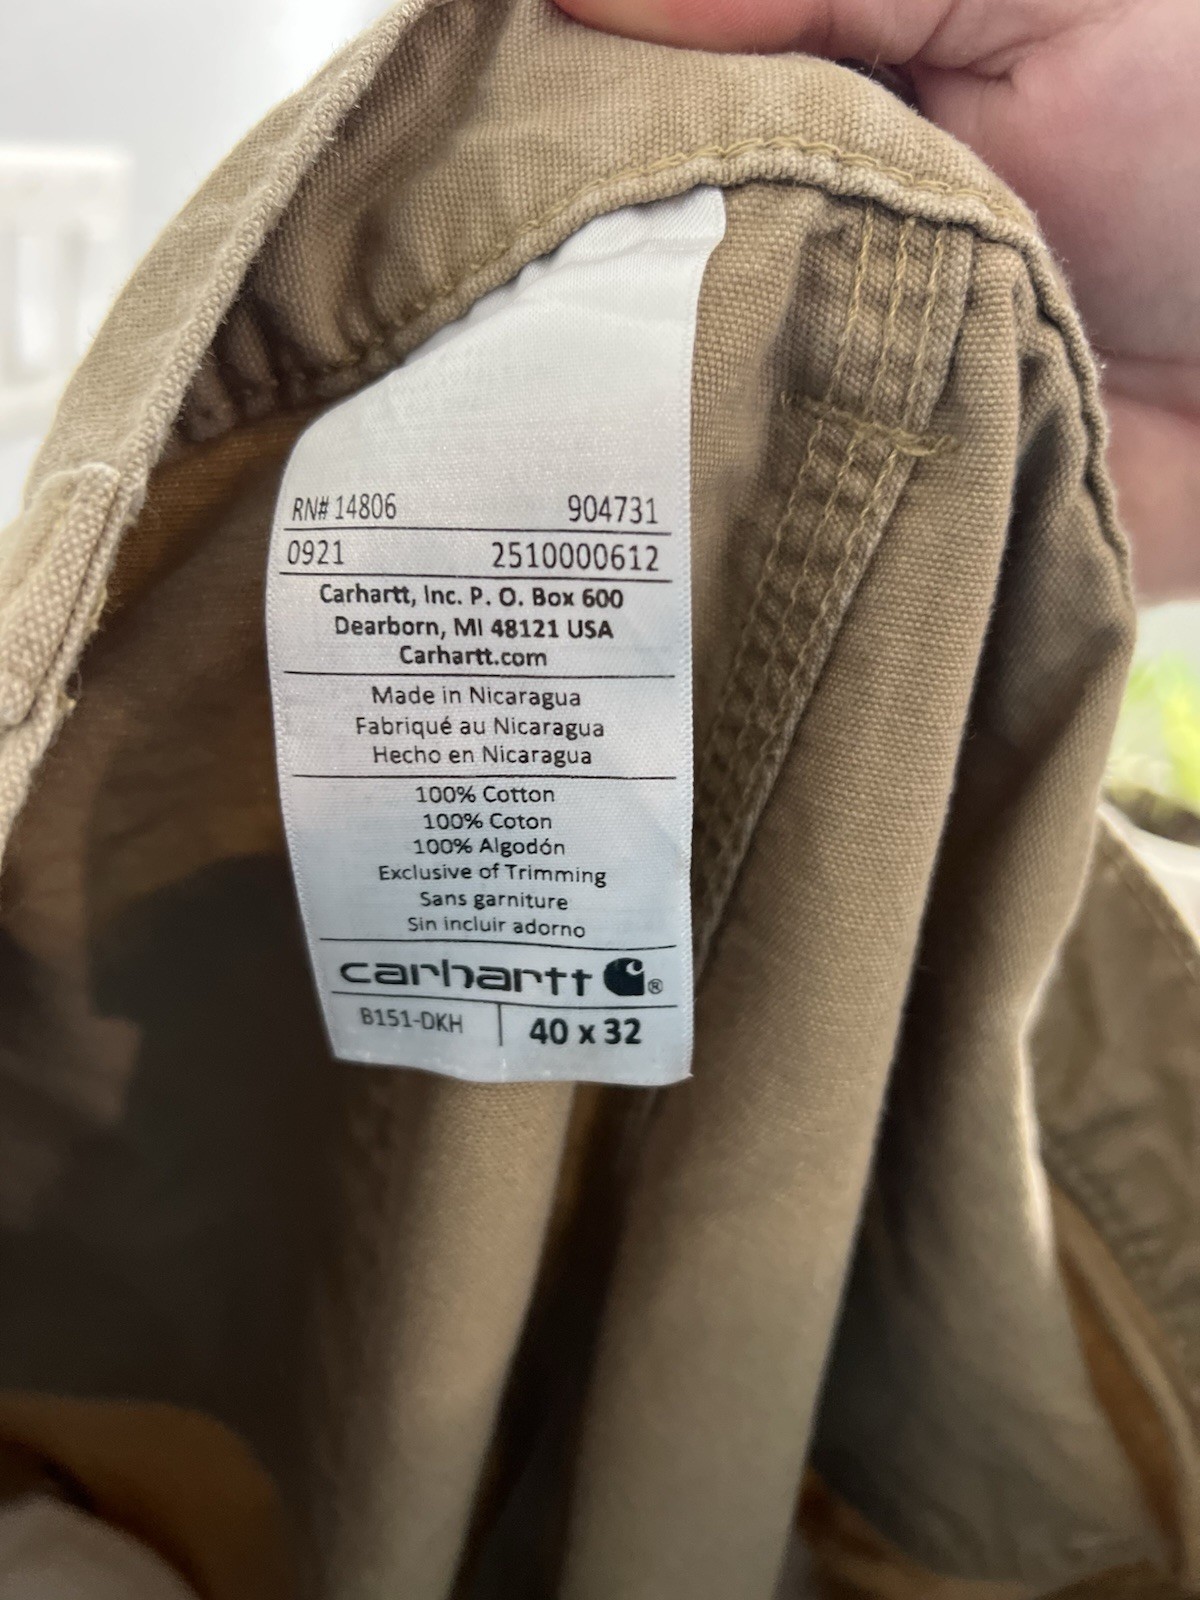 RN# 14806 904731
0921 2510000612
Carhartt, Inc. P. O. Box 600
Dearborn, MI 48121 USA
Carhartt.com
Made in Nicaragua
Fabriqué au Nicaragua
Hecho en Nicaragua
100% Cotton
100% Coton
100% Algodón
Exclusive of Trimming
Sans garniture
Sin incluir adorno
carhartt ®
B151-DKH 40 x 32